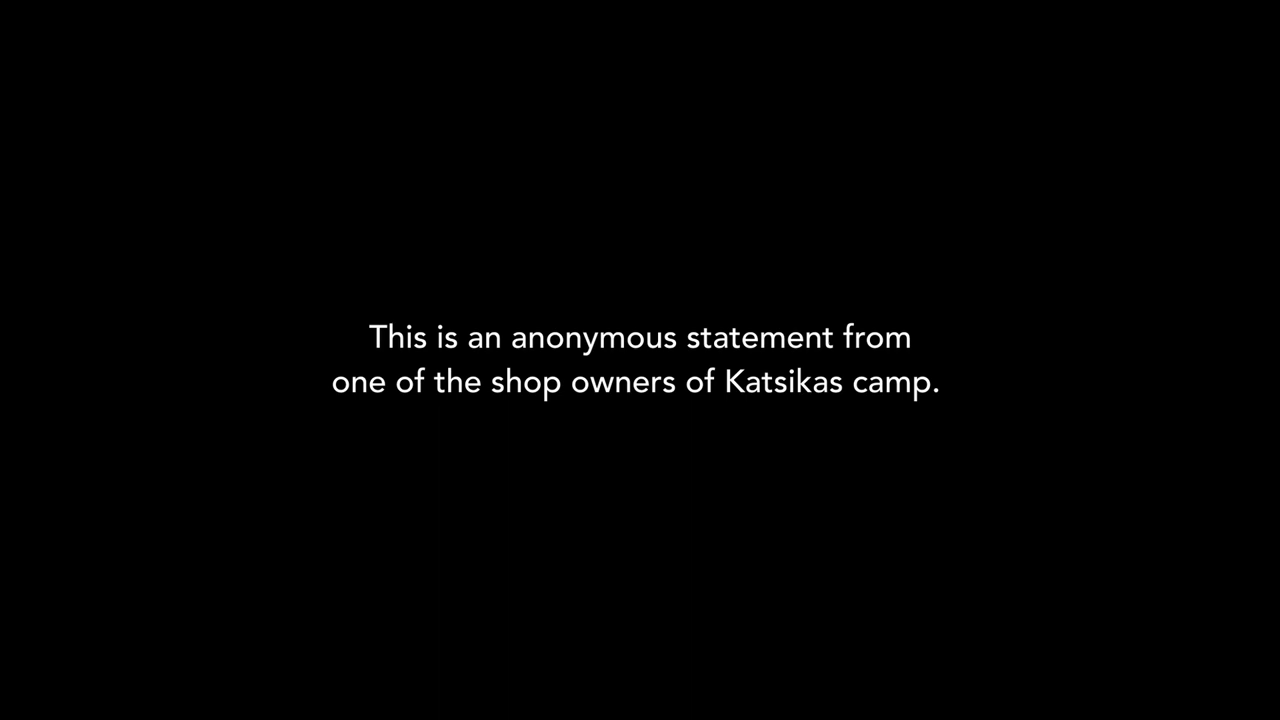 This is an anonymous statement from
one of the shop owners of Katsikas camp.